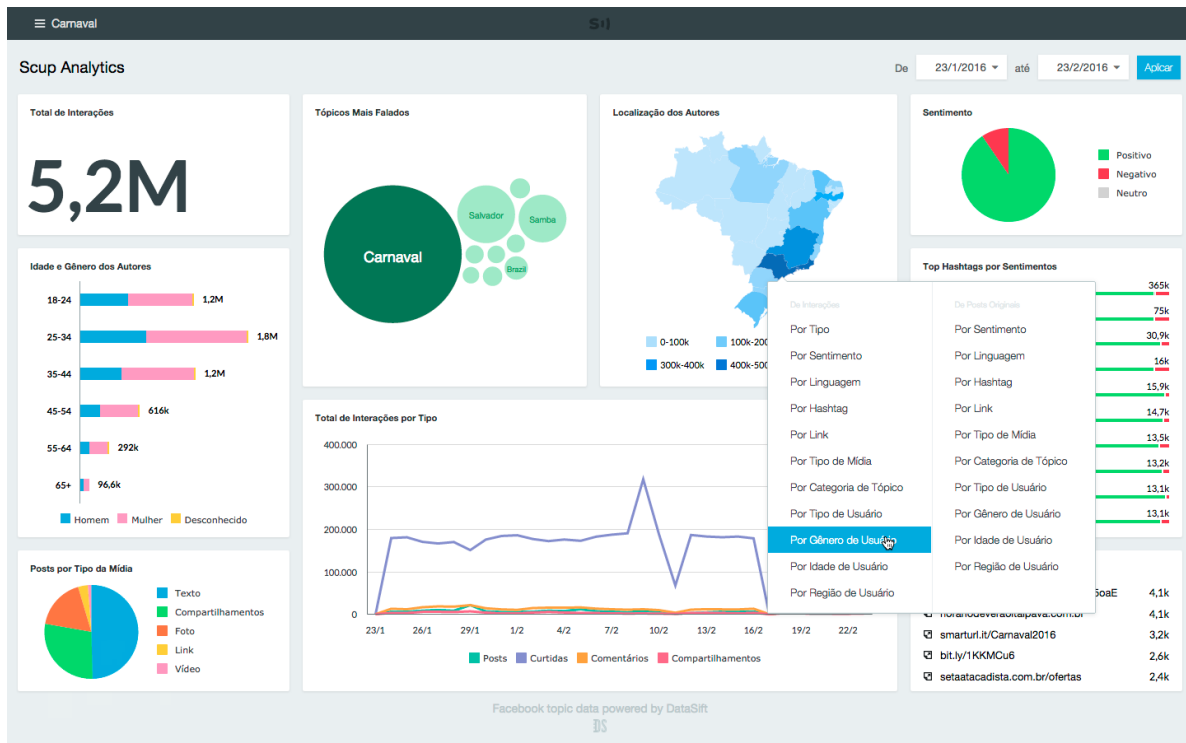 Carnaval
Scup Analytics
De 23/1/2016 até 23/2/2016 Aplicar
Total de Interações
5,2M
Idade e Gênero dos Autores
18-24 1,2M
25-34 1,8M
35-44 1,2M
45-54 616k
55-64 292k
65+ 96,6k
Homem Mulher Desconhecido
Posts por Tipo da Mídia
Texto
Compartilhamentos
Foto
Link
Vídeo
Tópicos Mais Falados
Carnaval
Salvador
Samba
Brazil
Localização dos Autores
0-100k 100k-200
300k-400k 400k-500
Total de Interações por Tipo
400.000
300.000
200.000
100.000
0
23/1 26/1 29/1 1/2 4/2 7/2 10/2 13/2 16/2 19/2 22/2
Posts Curtidas Comentários Compartilhamentos
De Interações
Por Tipo
Por Sentimento
Por Linguagem
Por Hashtag
Por Link
Por Tipo de Mídia
Por Categoria de Tópico
Por Tipo de Usuário
Por Gênero de Usuário
Por Idade de Usuário
Por Região de Usuário
De Posts Originais
Por Sentimento
Por Linguagem
Por Hashtag
Por Link
Por Tipo de Mídia
Por Categoria de Tópico
Por Tipo de Usuário
Por Gênero de Usuário
Por Idade de Usuário
Por Região de Usuário
Sentimento
Positivo
Negativo
Neutro
Top Hashtags por Sentimentos
365k
75k
30,9k
16k
15,9k
14,7k
13,5k
13,2k
13,1k
13,1k
5oaE 4,1k
4,1k
smarturl.it/Carnaval2016 3,2k
bit.ly/1KKMCu6 2,6k
setaatacadista.com.br/ofertas 2,4k
Facebook topic data powered by DataSift
DS